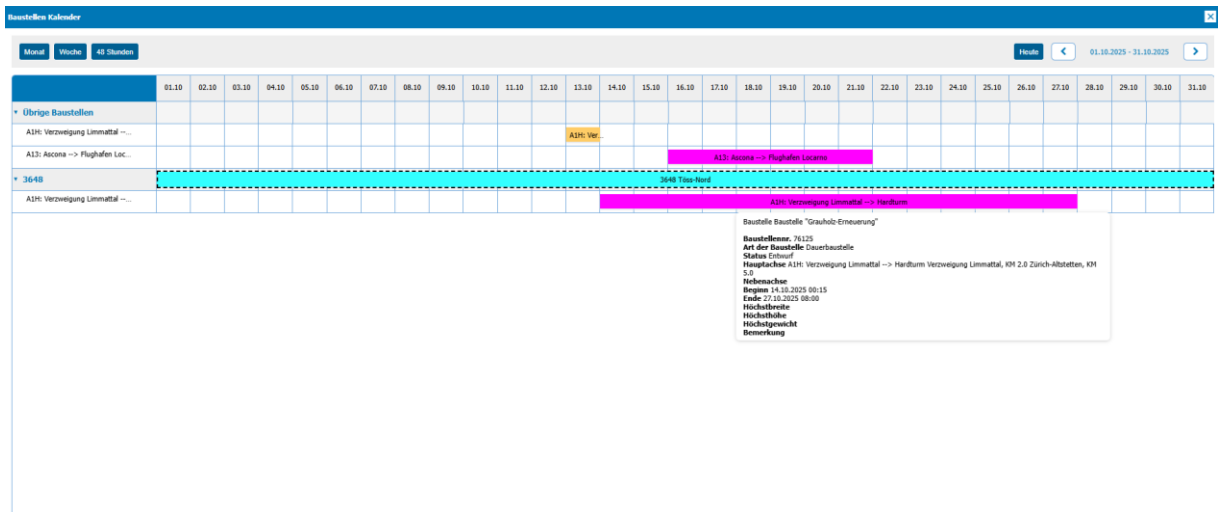 Baustellen Kalender
Monat Woche 48 Stunden Heute 01.10.2025 - 31.10.2025
01.10 02.10 03.10 04.10 05.10 06.10 07.10 08.10 09.10 10.10 11.10 12.10 13.10 14.10 15.10 16.10 17.10 18.10 19.10 20.10 21.10 22.10 23.10 24.10 25.10 26.10 27.10 28.10 29.10 30.10 31.10
Übrige Baustellen
A1H: Verzweigung Limmattal --... A1H: Ver...
A13: Ascona --> Flughafen Loc... A13: Ascona --> Flughafen Locarno
3648 3648 Töss-Nord
A1H: Verzweigung Limmattal --... A1H: Verzweigung Limmattal --> Hardturm
Baustelle Baustelle "Grauholz-Erneuerung"
Baustellennr. 76125
Art der Baustelle Dauerbaustelle
Status Entwurf
Hauptachse A1H: Verzweigung Limmattal --> Hardturm Verzweigung Limmattal, KM 2.0 Zürich-Altstetten, KM
5.0
Nebenachse
Beginn 14.10.2025 00:15
Ende 27.10.2025 08:00
Höchstbreite
Höchsthöhe
Höchstgewicht
Bemerkung